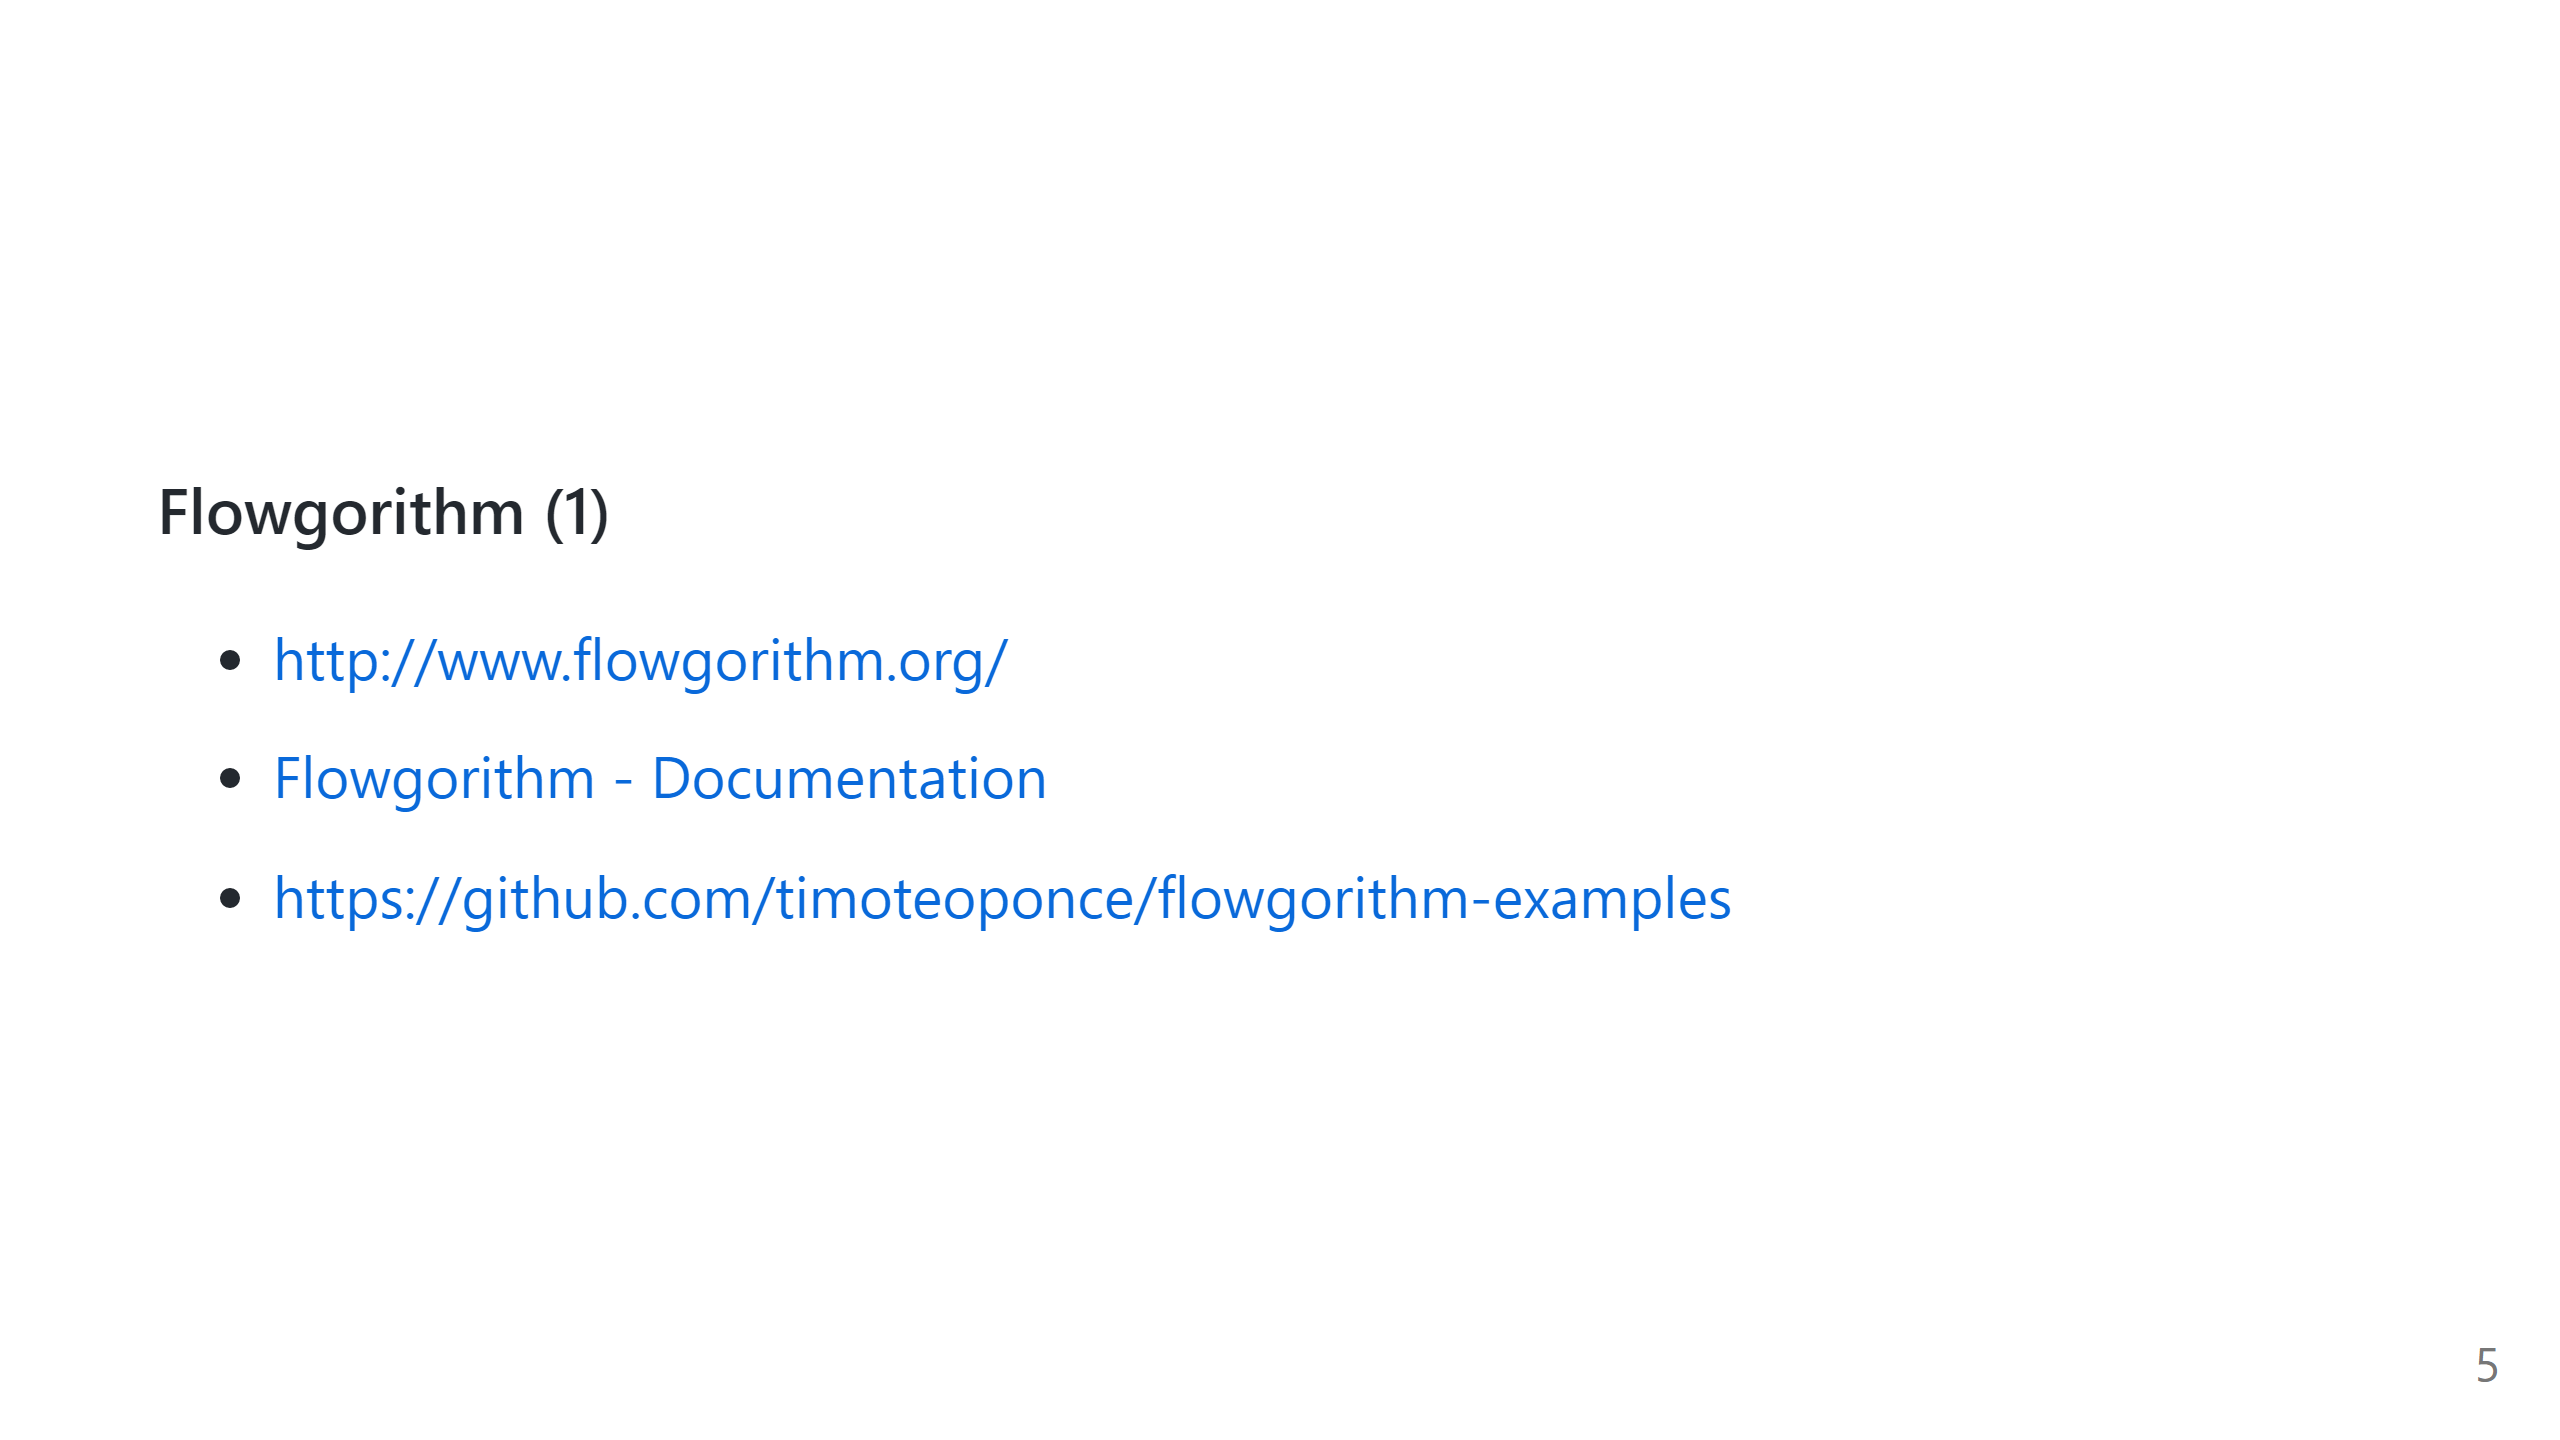 Flowgorithm (1)
http://www.flowgorithm.org/
Flowgorithm - Documentation
https://github.com/timoteoponce/flowgorithm-examples
5